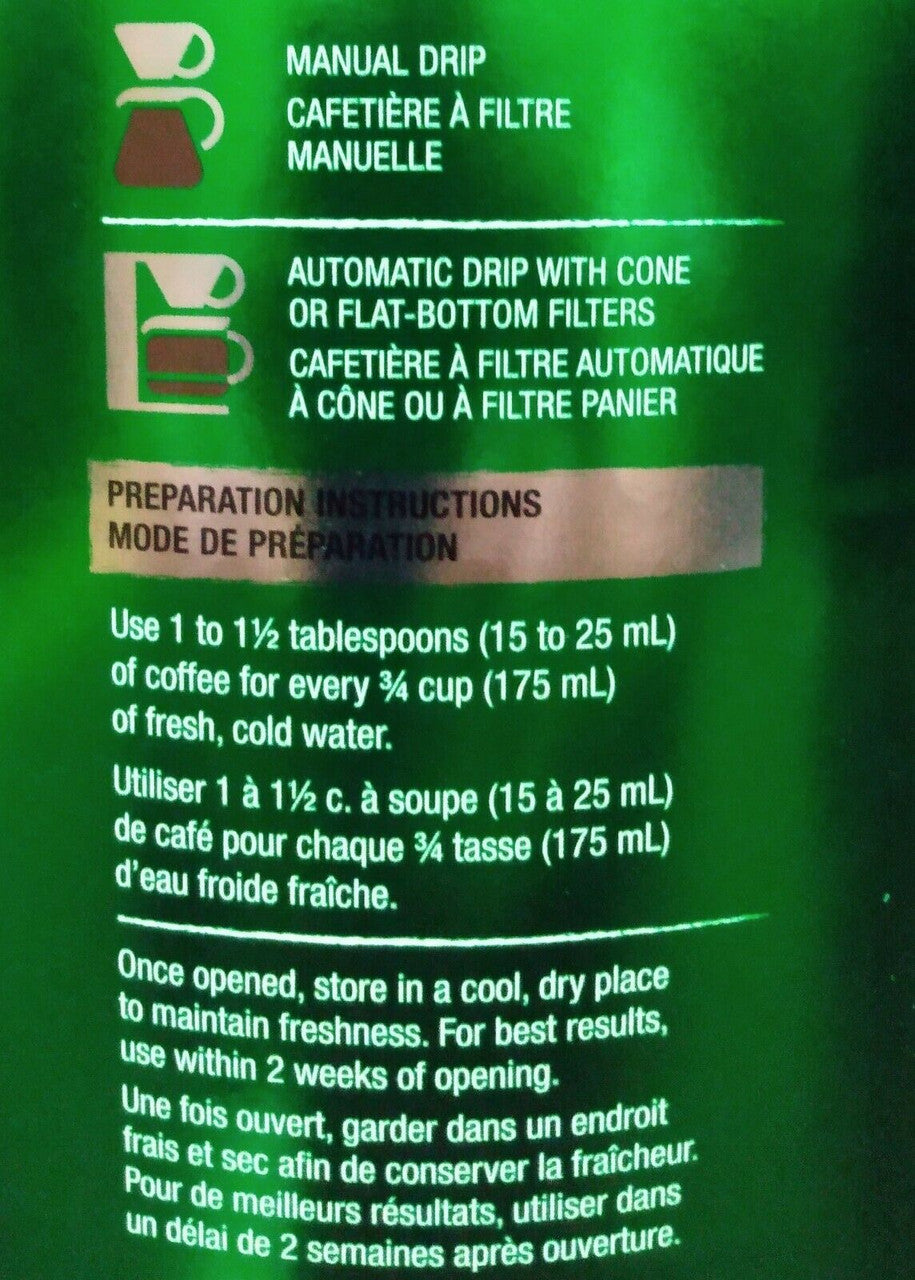 MANUAL DRIP
CAFETIÈRE À FILTRE
MANUELLE
AUTOMATIC DRIP WITH CONE
OR FLAT-BOTTOM FILTERS
CAFETIÈRE À FILTRE AUTOMATIQUE
À CÔNE OU À FILTRE PANIER
PREPARATION INSTRUCTIONS
MODE DE PRÉPARATION
Use 1 to 1½ tablespoons (15 to 25 mL)
of coffee for every ¾ cup (175 mL)
of fresh, cold water.
Utiliser 1 à 1½ c. à soupe (15 à 25 mL)
de café pour chaque ¾ tasse (175 mL)
d'eau froide fraîche.
Once opened, store in a cool, dry place
to maintain freshness. For best results,
use within 2 weeks of opening.
Une fois ouvert, garder dans un endroit
frais et sec afin de conserver la fraîcheur.
Pour de meilleurs résultats, utiliser dans
un délai de 2 semaines après ouverture.